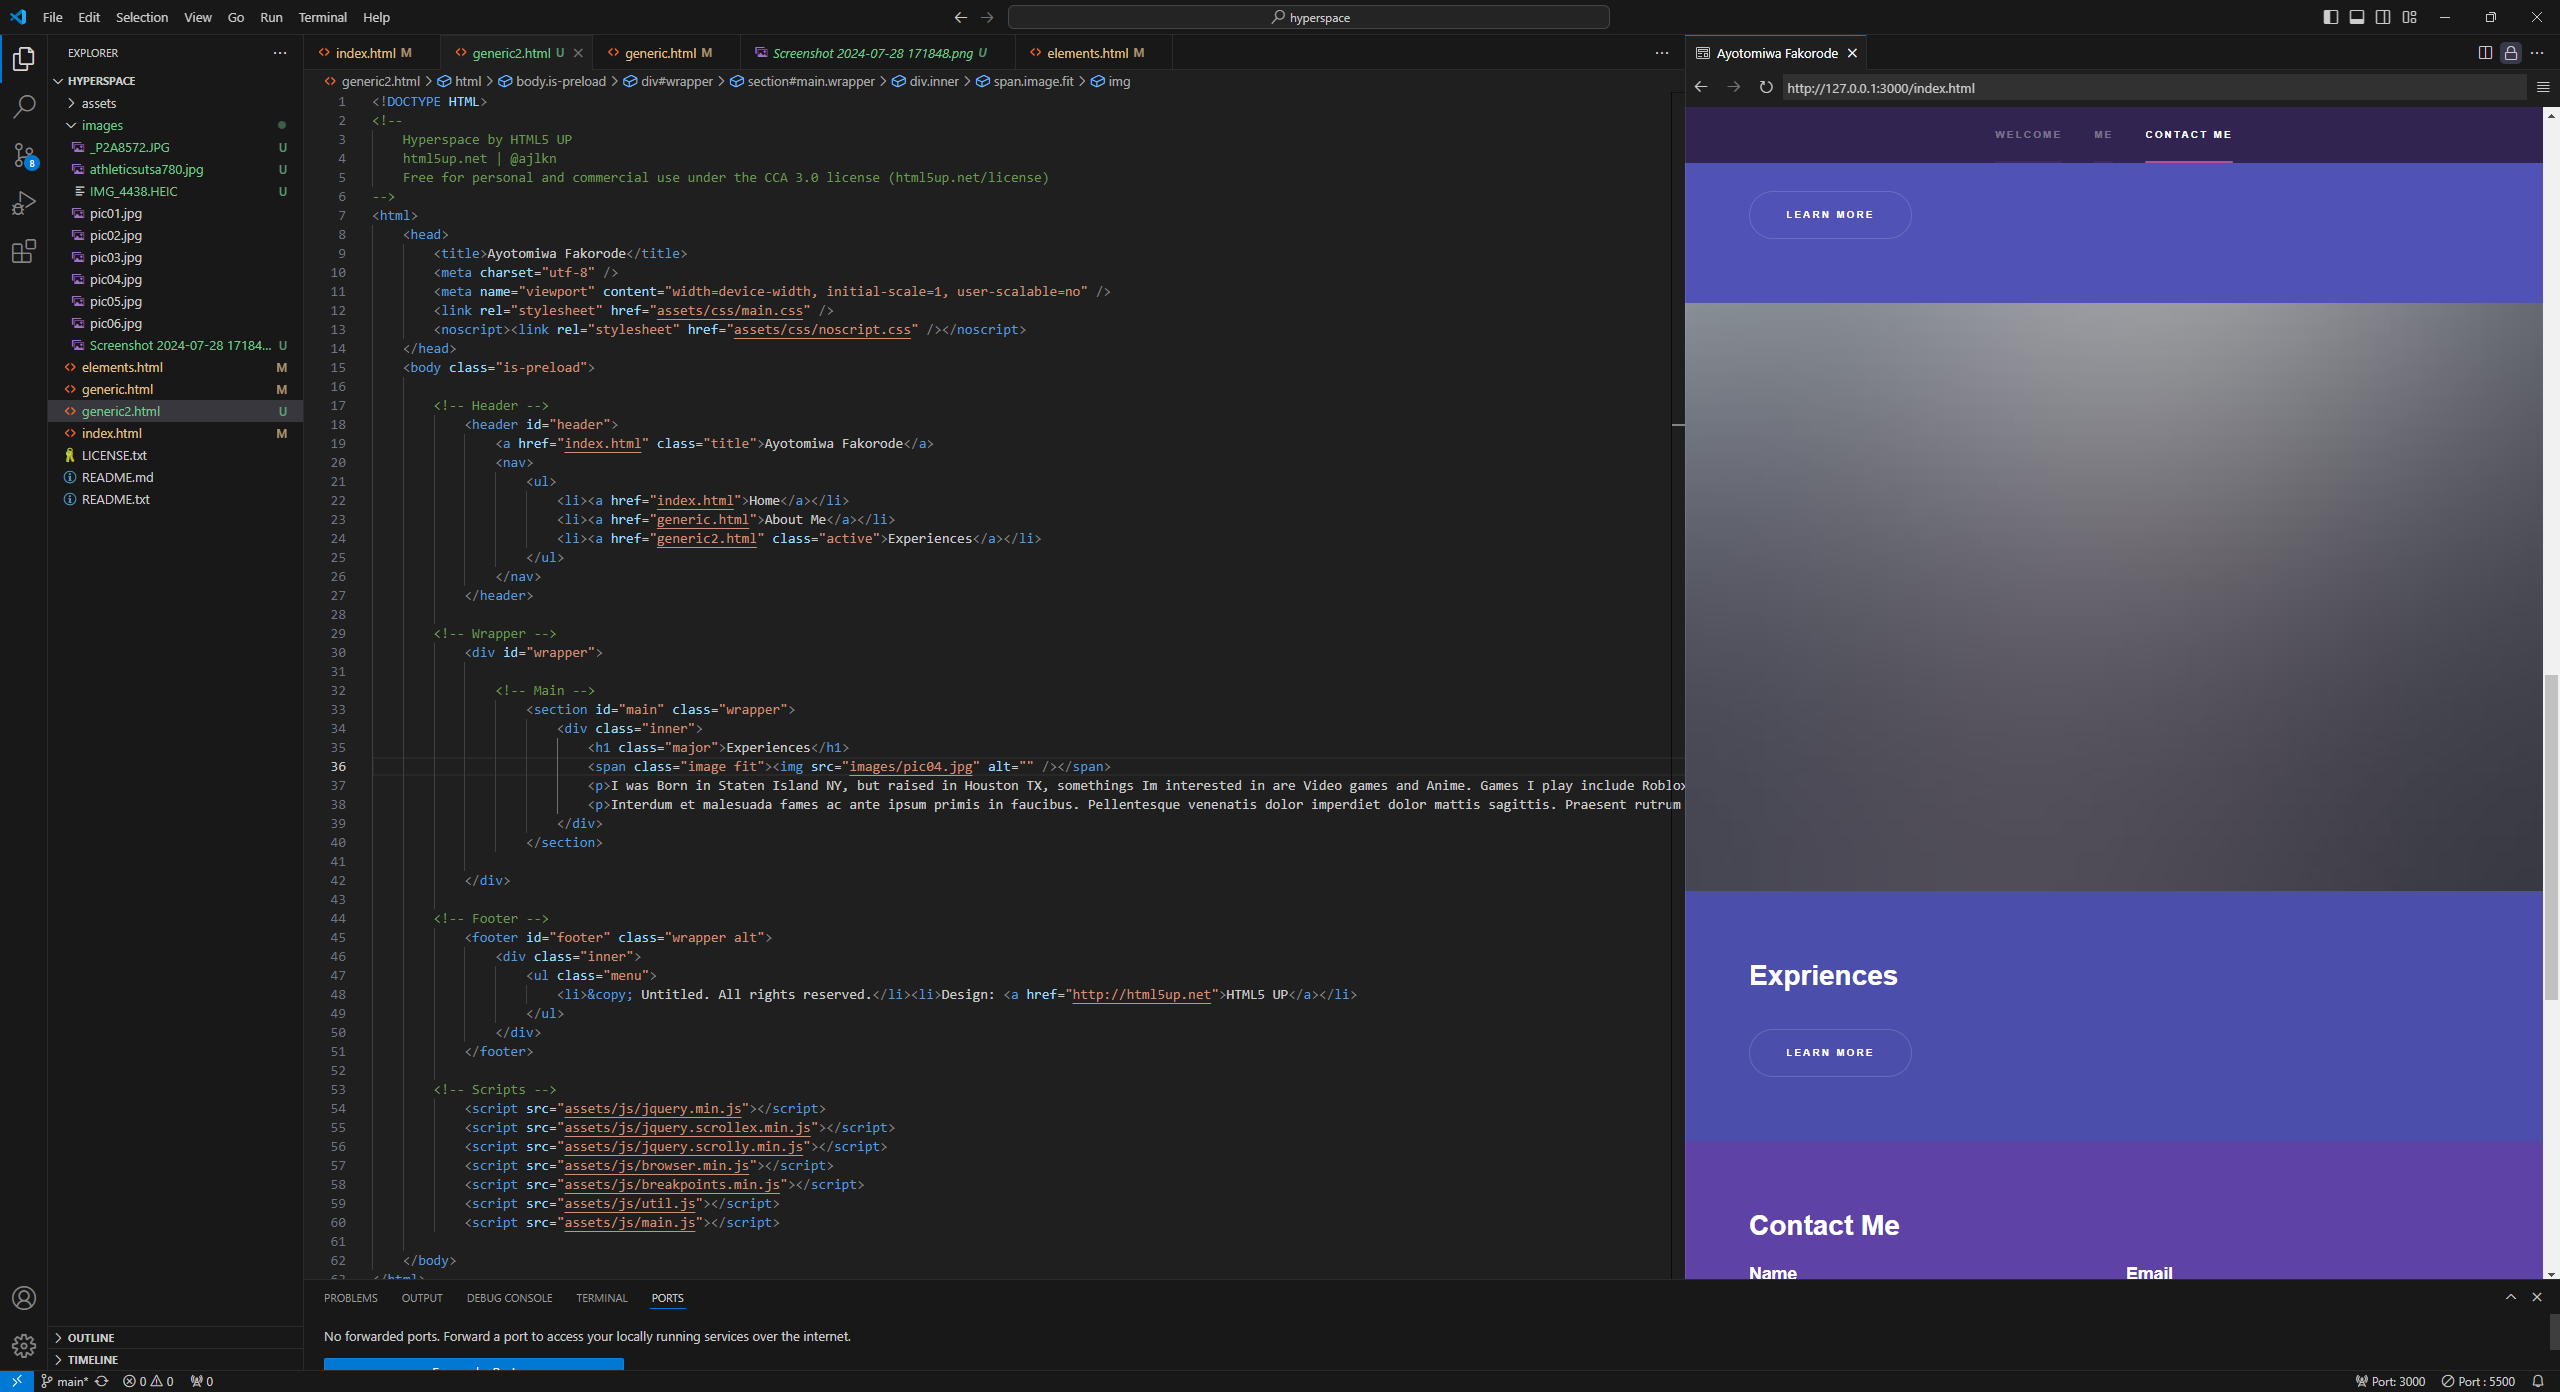 File Edit Selection View Go Run Terminal Help
hyperspace
EXPLORER
HYPERSPACE
assets
images
_P2A8572.JPG U
athleticsutsa780.jpg U
IMG_4438.HEIC U
pic01.jpg
pic02.jpg
pic03.jpg
pic04.jpg
pic05.jpg
pic06.jpg
Screenshot 2024-07-28 17184... U
elements.html M
generic.html M
generic2.html U
index.html M
LICENSE.txt
README.md
README.txt
OUTLINE
TIMELINE
8
index.html M generic2.html U generic.html M Screenshot 2024-07-28 171848.png U elements.html M
generic2.html > html > body.is-preload > div#wrapper > section#main.wrapper > div.inner > span.image.fit > img
1 <!DOCTYPE HTML>
2 <!--
3 Hyperspace by HTML5 UP
4 html5up.net | @ajlkn
5 Free for personal and commercial use under the CCA 3.0 license (html5up.net/license)
6 -->
7 <html>
8 <head>
9 <title>Ayotomiwa Fakorode</title>
10 <meta charset="utf-8" />
11 <meta name="viewport" content="width=device-width, initial-scale=1, user-scalable=no" />
12 <link rel="stylesheet" href="assets/css/main.css" />
13 <noscript><link rel="stylesheet" href="assets/css/noscript.css" /></noscript>
14 </head>
15 <body class="is-preload">
16
17 <!-- Header -->
18 <header id="header">
19 <a href="index.html" class="title">Ayotomiwa Fakorode</a>
20 <nav>
21 <ul>
22 <li><a href="index.html">Home</a></li>
23 <li><a href="generic.html">About Me</a></li>
24 <li><a href="generic2.html" class="active">Experiences</a></li>
25 </ul>
26 </nav>
27 </header>
28
29 <!-- Wrapper -->
30 <div id="wrapper">
31
32 <!-- Main -->
33 <section id="main" class="wrapper">
34 <div class="inner">
35 <h1 class="major">Experiences</h1>
36 <span class="image fit"><img src="images/pic04.jpg" alt="" /></span>
37 <p>I was Born in Staten Island NY, but raised in Houston TX, somethings Im interested in are Video games and Anime. Games I play include Roblox
38 <p>Interdum et malesuada fames ac ante ipsum primis in faucibus. Pellentesque venenatis dolor imperdiet dolor mattis sagittis. Praesent rutrum
39 </div>
40 </section>
41
42 </div>
43
44 <!-- Footer -->
45 <footer id="footer" class="wrapper alt">
46 <div class="inner">
47 <ul class="menu">
48 <li>&copy; Untitled. All rights reserved.</li><li>Design: <a href="http://html5up.net">HTML5 UP</a></li>
49 </ul>
50 </div>
51 </footer>
52
53 <!-- Scripts -->
54 <script src="assets/js/jquery.min.js"></script>
55 <script src="assets/js/jquery.scrollex.min.js"></script>
56 <script src="assets/js/jquery.scrolly.min.js"></script>
57 <script src="assets/js/browser.min.js"></script>
58 <script src="assets/js/breakpoints.min.js"></script>
59 <script src="assets/js/util.js"></script>
60 <script src="assets/js/main.js"></script>
61
62 </body>
63 </html>
Ayotomiwa Fakorode
http://127.0.0.1:3000/index.html
WELCOME ME CONTACT ME
LEARN MORE
Expriences
LEARN MORE
Contact Me
Name Email
PROBLEMS OUTPUT DEBUG CONSOLE TERMINAL PORTS
No forwarded ports. Forward a port to access your locally running services over the internet.
main* 0 0 0
Port: 3000 Port : 5500